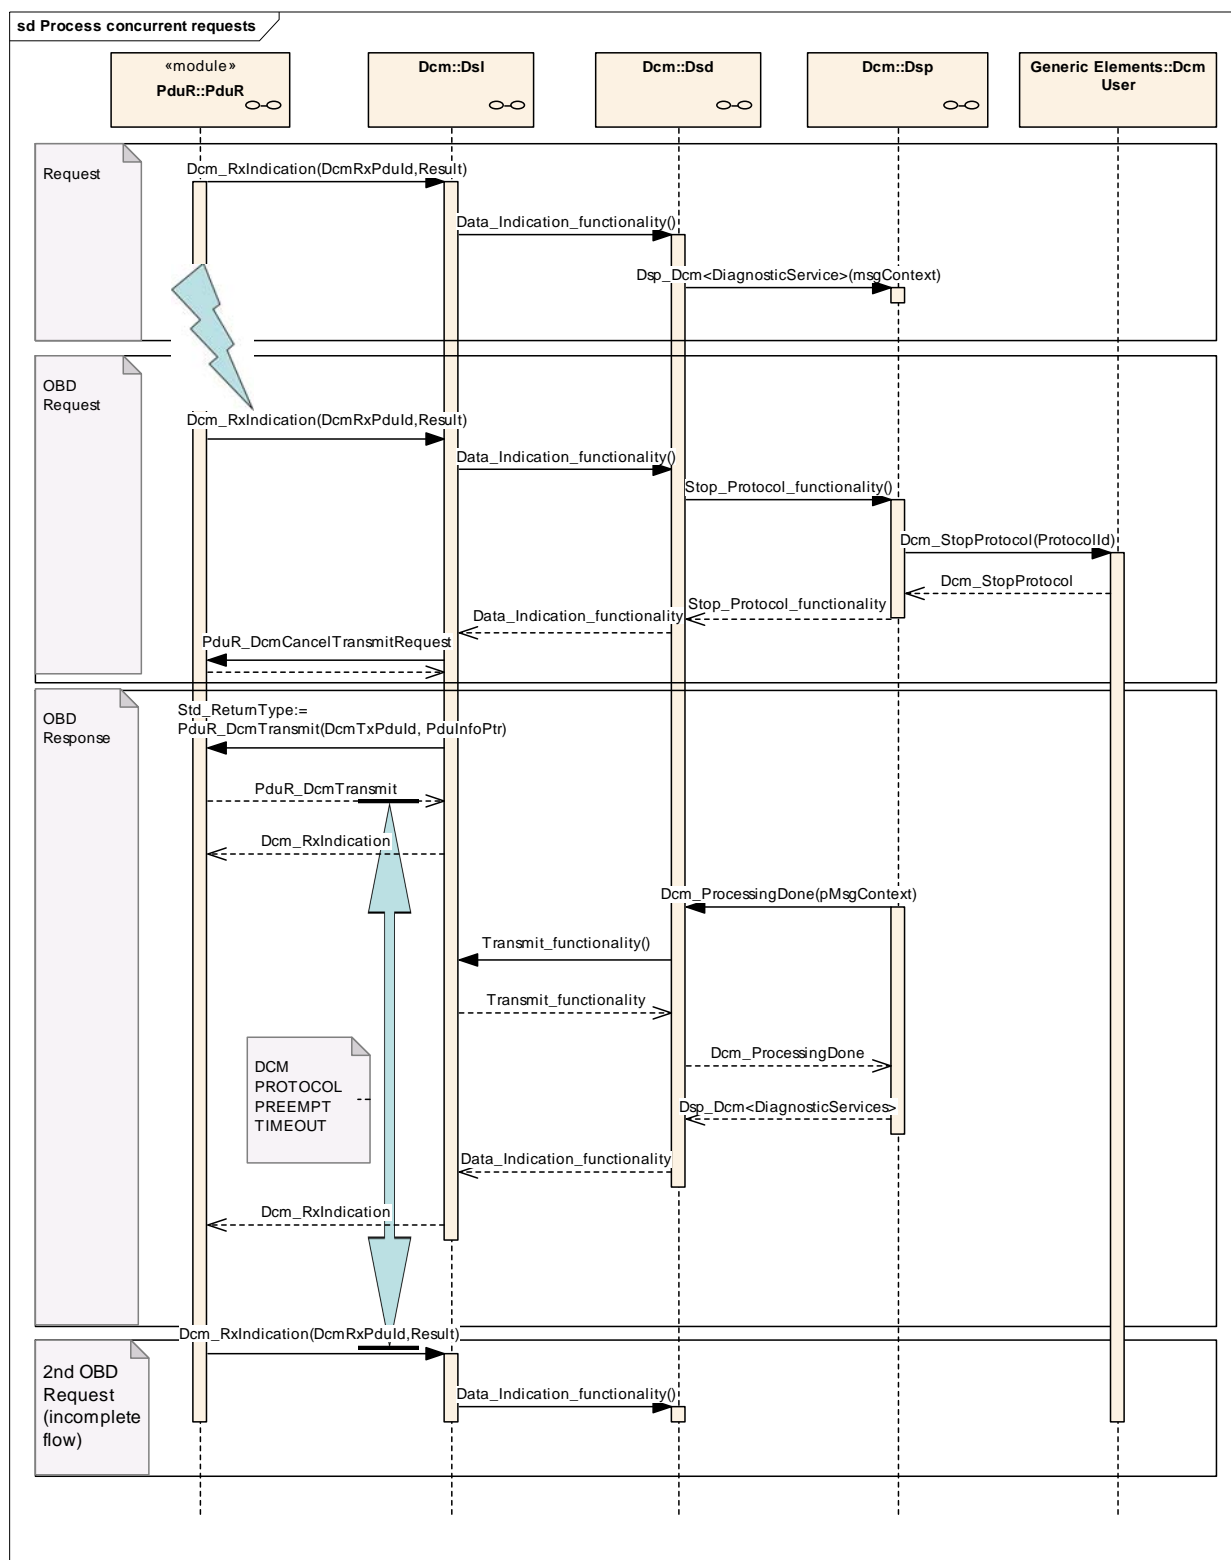 sd Process concurrent requests
«module»
PduR::PduR
Dcm::Dsl
Dcm::Dsd
Dcm::Dsp
Generic Elements::Dcm
User
Request
Dcm_RxIndication(DcmRxPduId,Result)
Data_Indication_functionality()
Dsp_Dcm<DiagnosticService>(msgContext)
OBD
Request
Dcm_RxIndication(DcmRxPduId,Result)
Data_Indication_functionality()
Stop_Protocol_functionality()
Dcm_StopProtocol(ProtocolId)
Dcm_StopProtocol
Stop_Protocol_functionality
Data_Indication_functionality
PduR_DcmCancelTransmitRequest
OBD
Response
Std_ReturnType:=
PduR_DcmTransmit(DcmTxPduId, PduInfoPtr)
PduR_DcmTransmit
Dcm_RxIndication
Dcm_ProcessingDone(pMsgContext)
Transmit_functionality()
Transmit_functionality
DCM
PROTOCOL
PREEMPT
TIMEOUT
Dcm_ProcessingDone
Dsp_Dcm<DiagnosticServices>
Data_Indication_functionality
Dcm_RxIndication
Dcm_RxIndication(DcmRxPduId,Result)
2nd OBD
Request
(incomplete
flow)
Data_Indication_functionality()